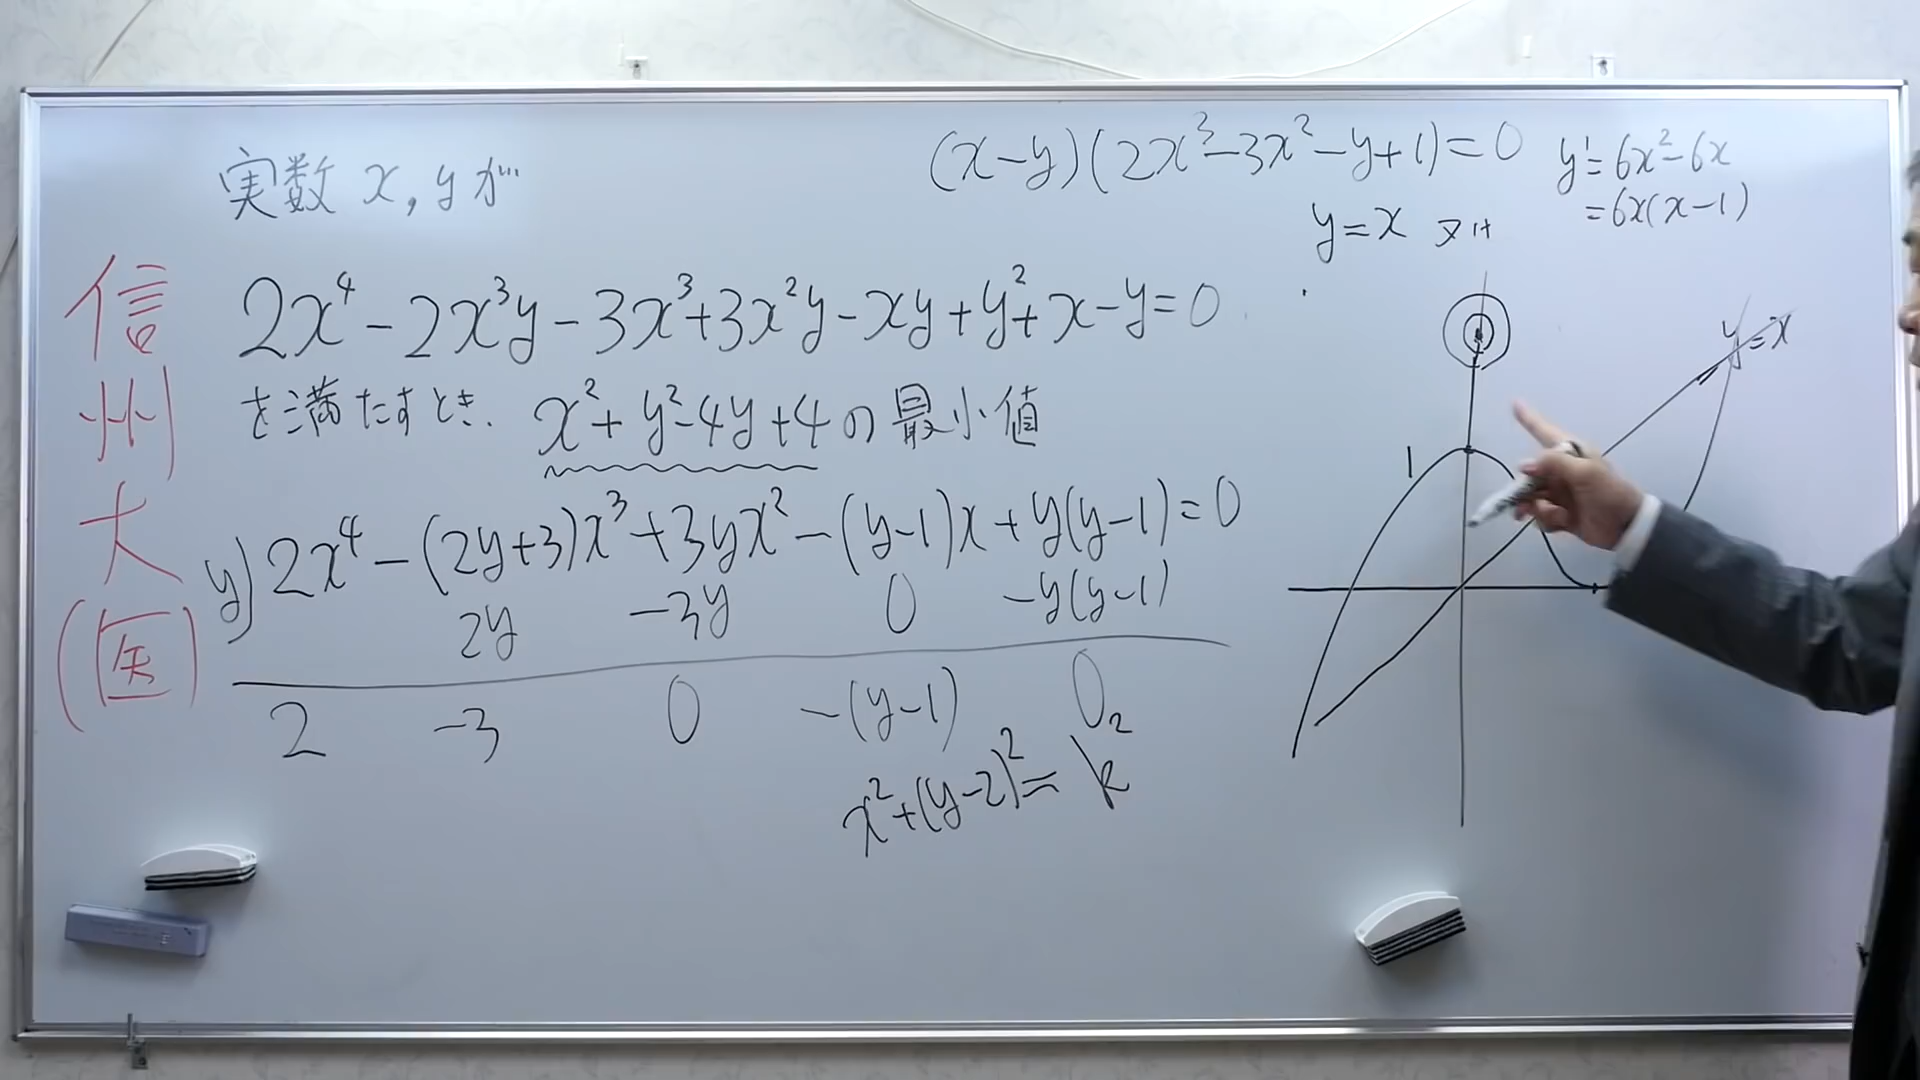 実数 x, y が…
信州大(医)
2x⁴ - 2x³y - 3x³ + 3x²y - xy + y² + x - y = 0
を満たすとき、x² + y² - 4y + 4 の最小値
y) 2x⁴ - (2y+3)x³ + 3yx² - (y-1)x + y(y-1) = 0
2y -3y 0 -y(y-1)
2 -3 0 -(y-1) 0
x² + (y-2)² = k²
(x-y)(2x³-3x²-y+1)=0
y=x 又は
y'=6x²-6x
=6x(x-1)
y=x
1